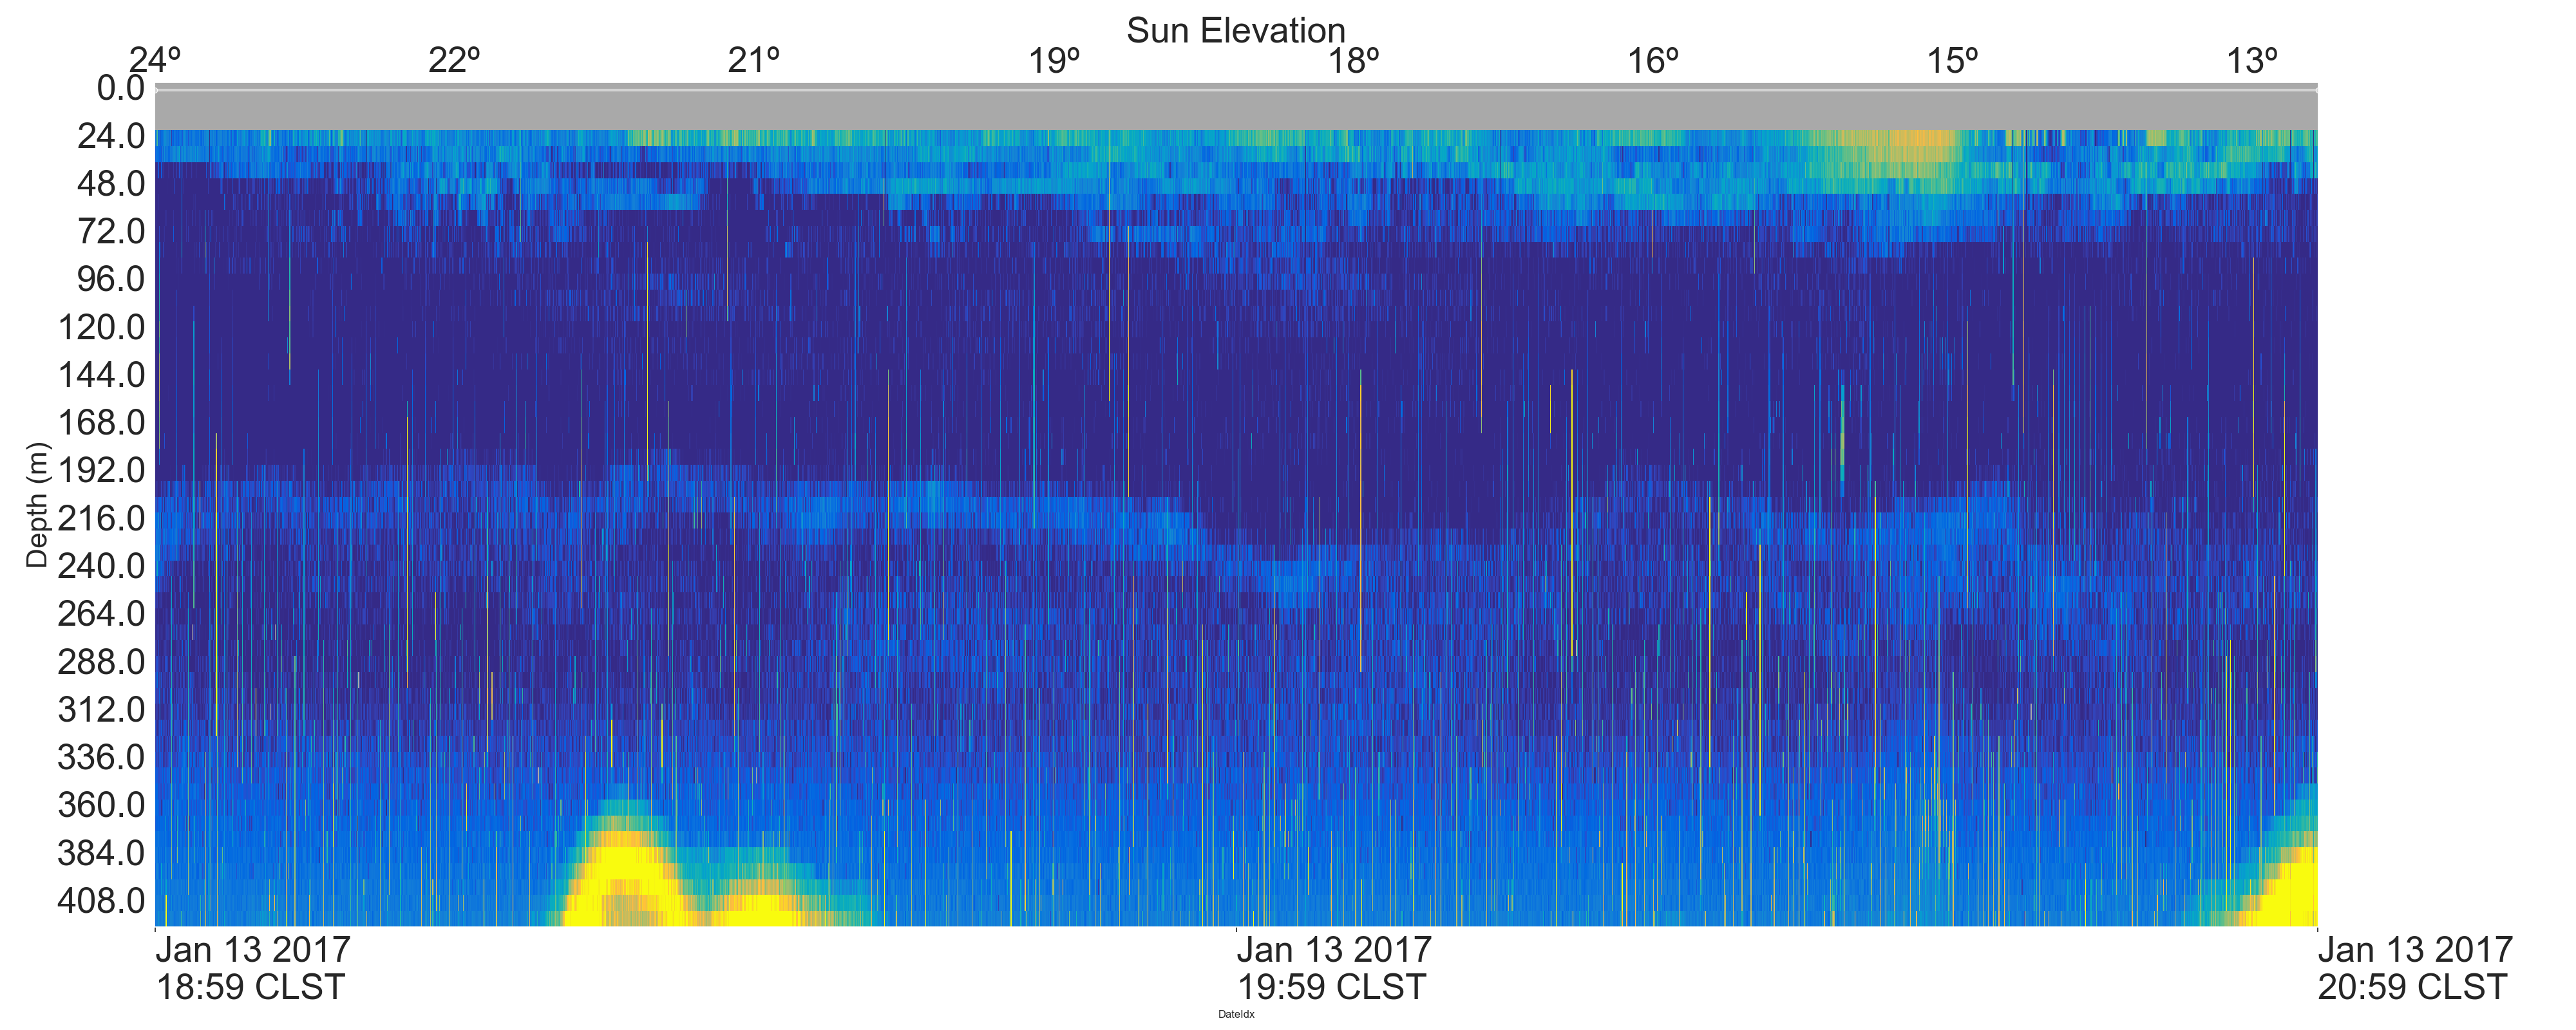 Sun Elevation
24º 22º 21º 19º 18º 16º 15º 13º
0.0
24.0
48.0
72.0
96.0
120.0
144.0
168.0
192.0
216.0
240.0
264.0
288.0
312.0
336.0
360.0
384.0
408.0
Depth (m)
Jan 13 2017
18:59 CLST
Jan 13 2017
19:59 CLST
Jan 13 2017
20:59 CLST
DateIdx